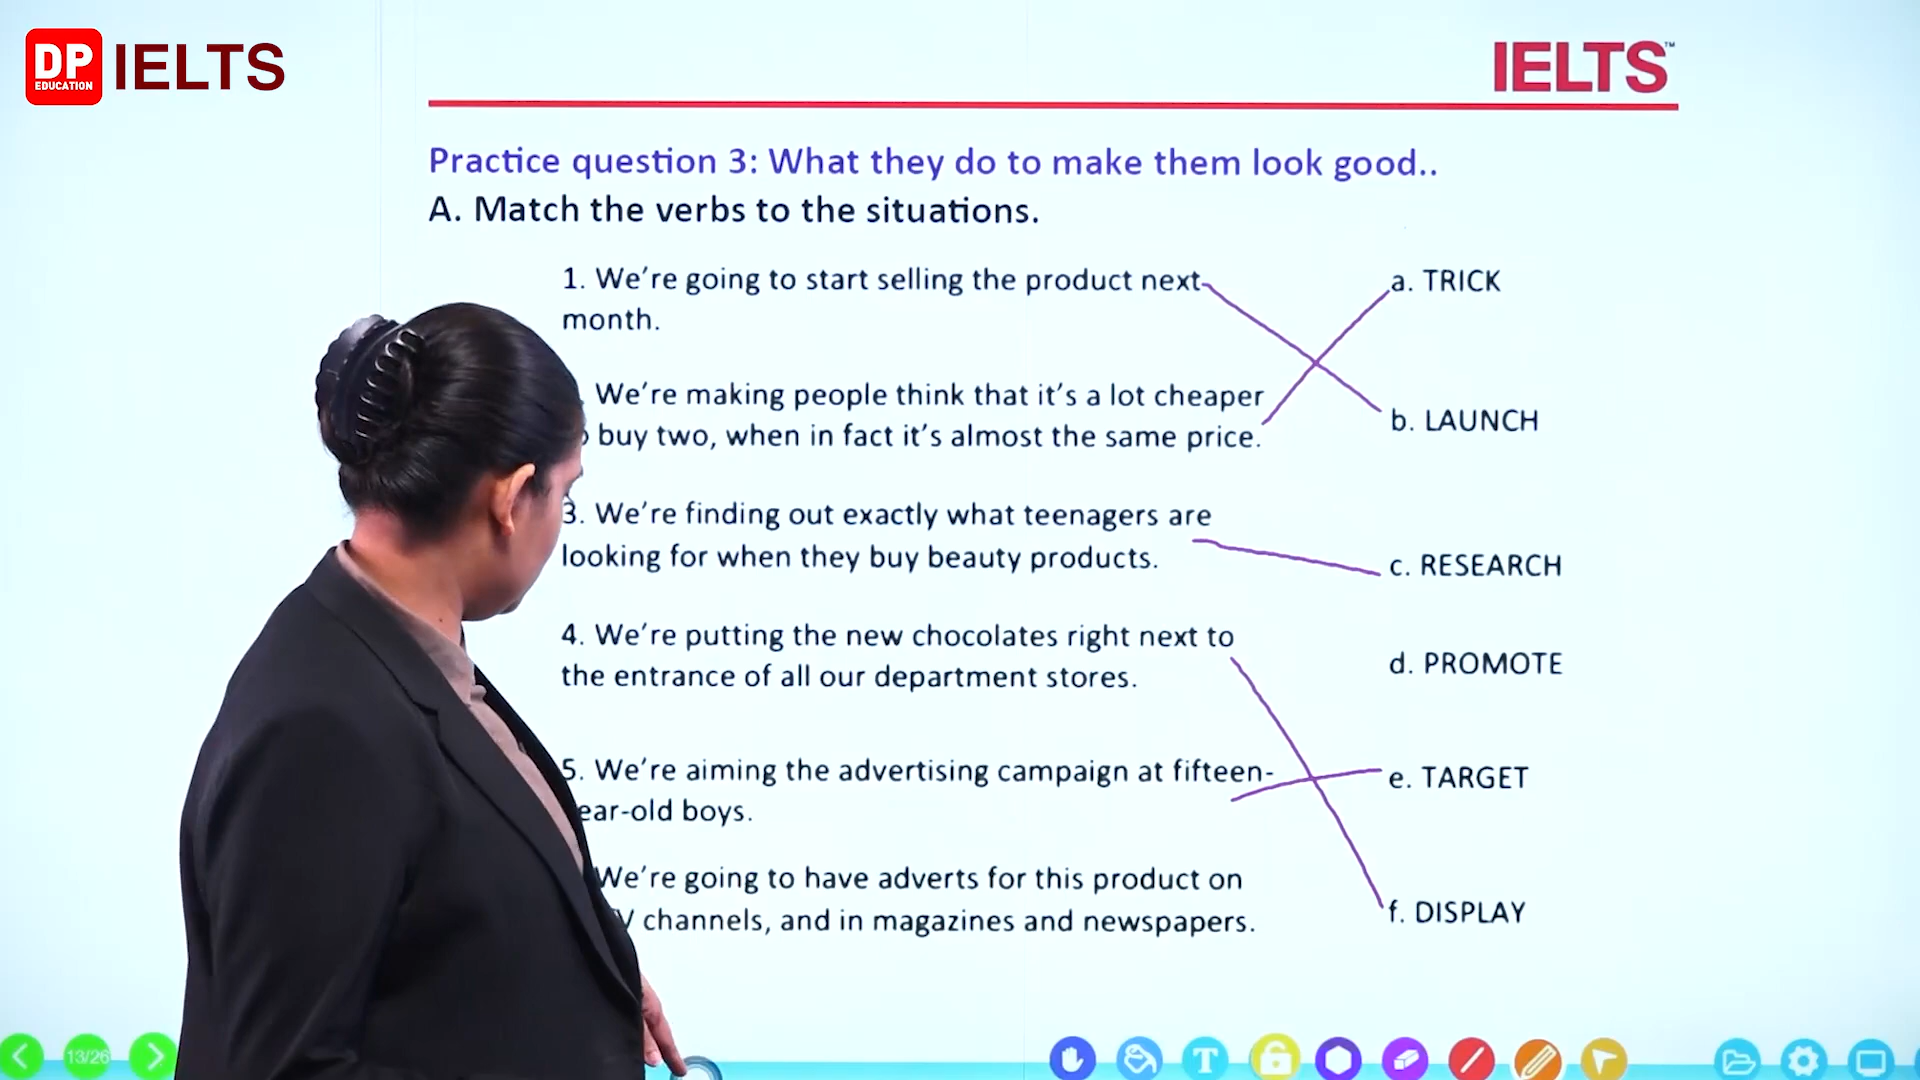 DP
EDUCATION
IELTS
IELTS™
Practice question 3: What they do to make them look good..
A. Match the verbs to the situations.
1. We're going to start selling the product next
month.
a. TRICK
We're making people think that it's a lot cheaper
buy two, when in fact it's almost the same price.
b. LAUNCH
3. We're finding out exactly what teenagers are
looking for when they buy beauty products.
c. RESEARCH
4. We're putting the new chocolates right next to
the entrance of all our department stores.
d. PROMOTE
5. We're aiming the advertising campaign at fifteen-
ear-old boys.
e. TARGET
We're going to have adverts for this product on
channels, and in magazines and newspapers.
f. DISPLAY
13/26
T